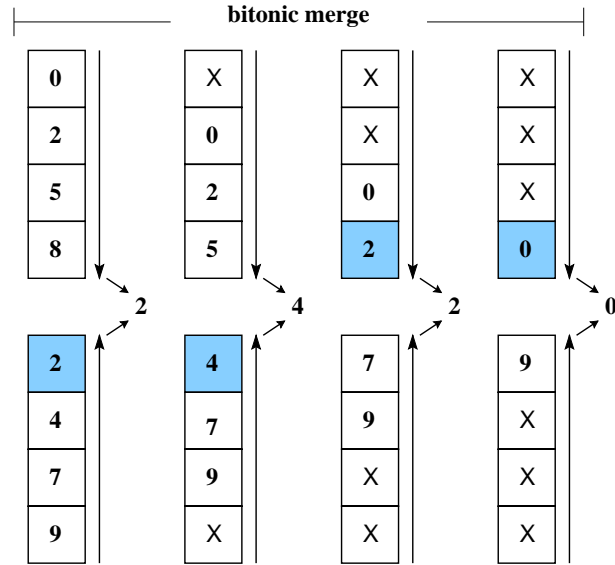 bitonic merge
0 X X X
2 0 X X
5 2 0 X
8 5 2 0
2 4 2 0
2 4 7 9
4 7 9 X
7 9 X X
9 X X X